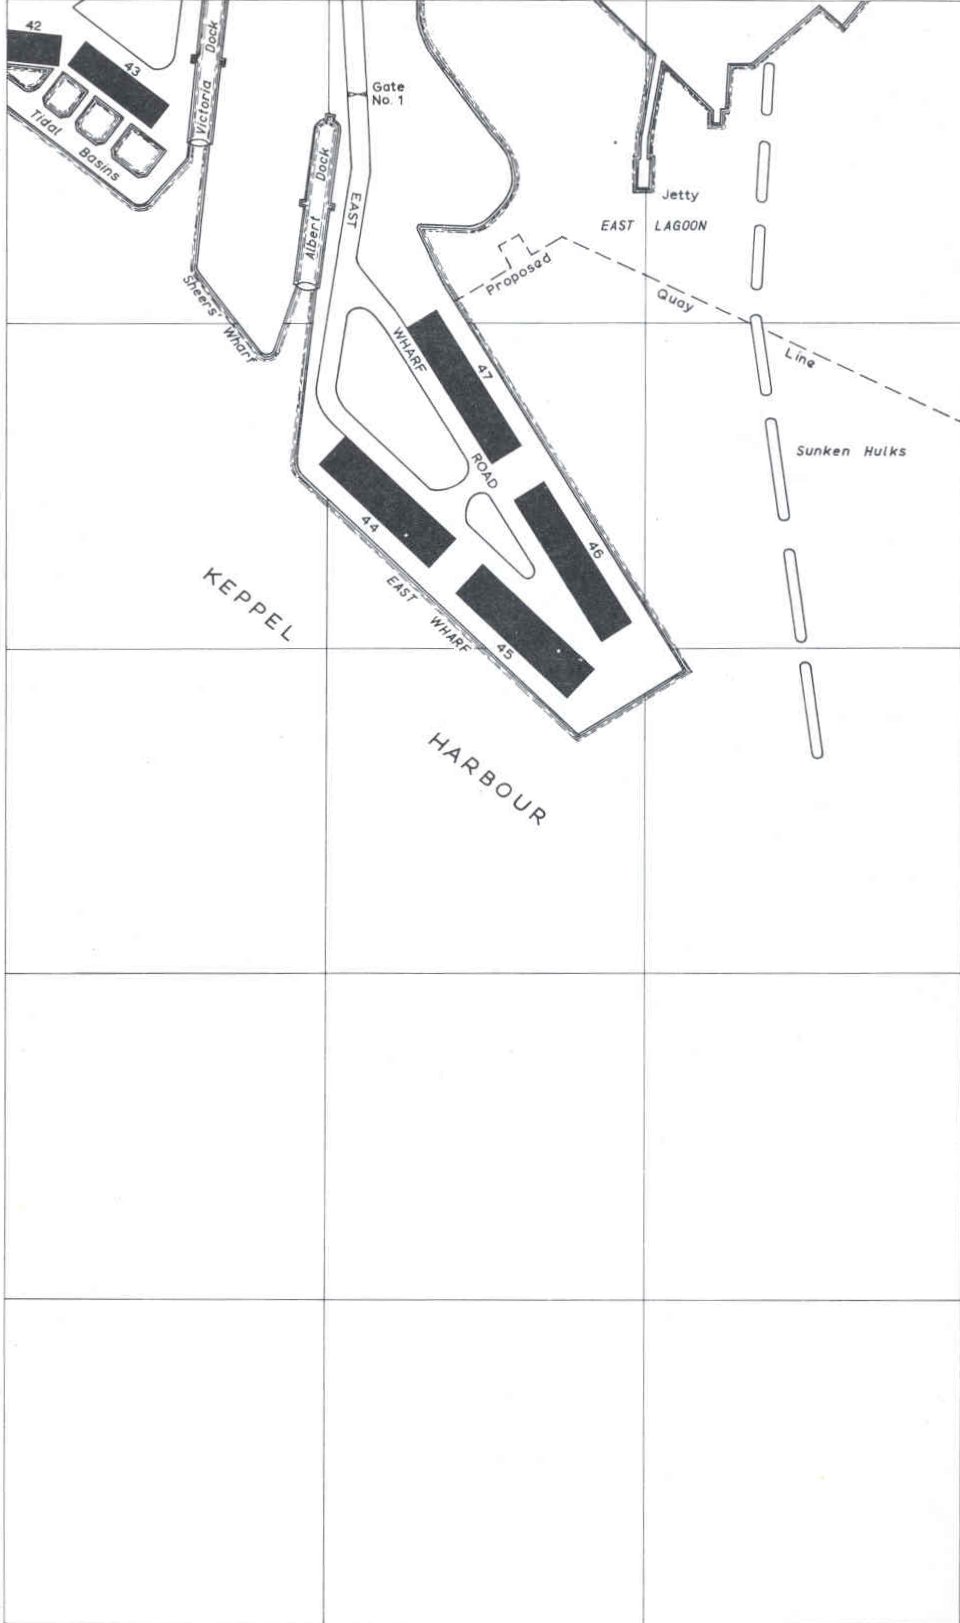 42
43
Tidal
Basins
Victoria Dock
Gate
No. 1
Albert Dock
EAST
WHARF
ROAD
Sheers' Wharf
Jetty
EAST LAGOON
Proposed Quay Line
47
Sunken Hulks
44
46
EAST WHARF
45
KEPPEL
HARBOUR